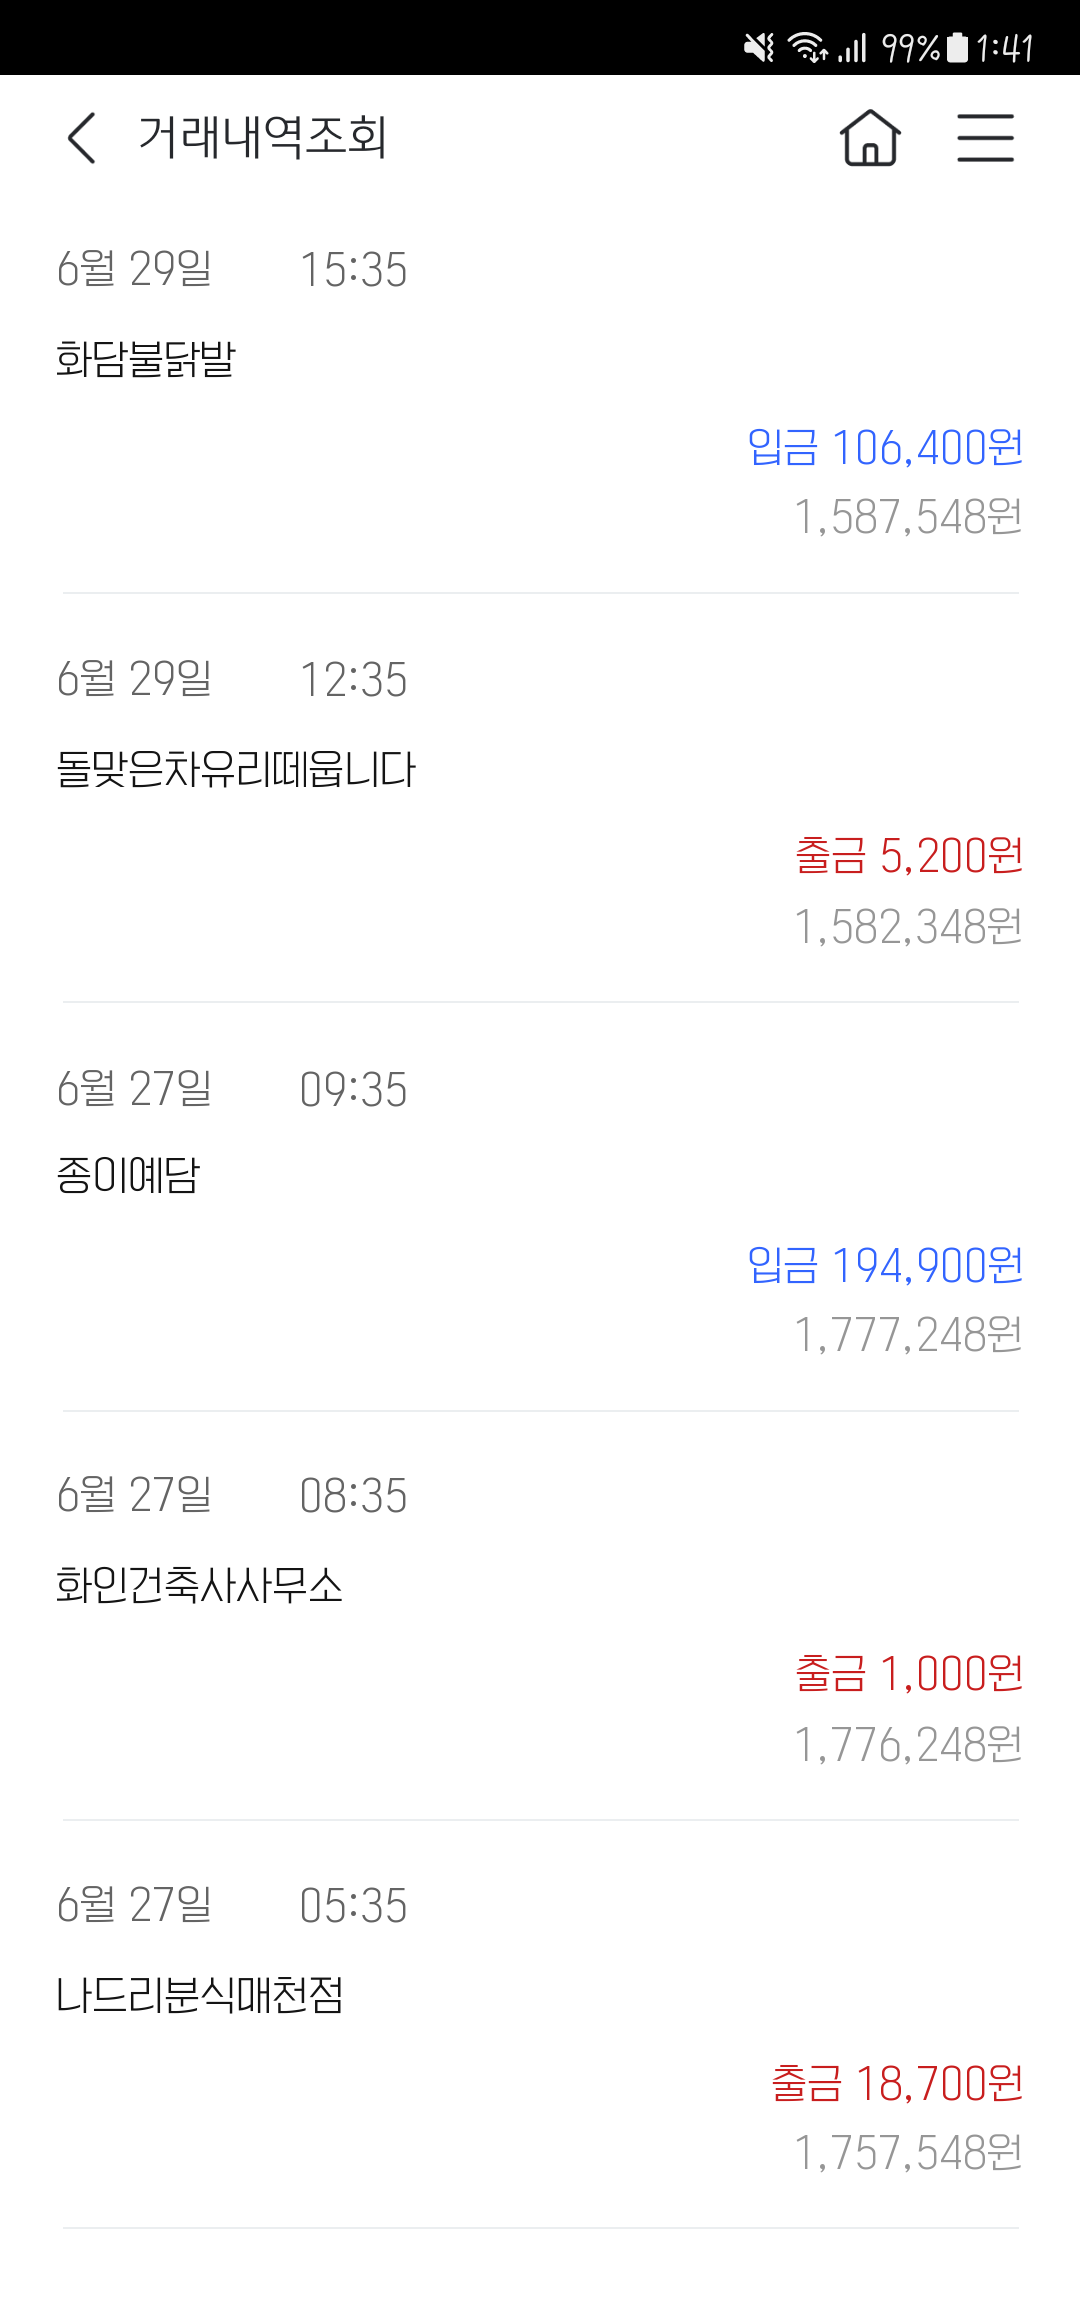 99% 1:41
거래내역조회
6월 29일 15:35
화담불닭발
입금 106,400원
1,587,548원
6월 29일 12:35
돌맞은차유리떼웁니다
출금 5,200원
1,582,348원
6월 27일 09:35
종이예담
입금 194,900원
1,777,248원
6월 27일 08:35
화인건축사사무소
출금 1,000원
1,776,248원
6월 27일 05:35
나드리분식매천점
출금 18,700원
1,757,548원